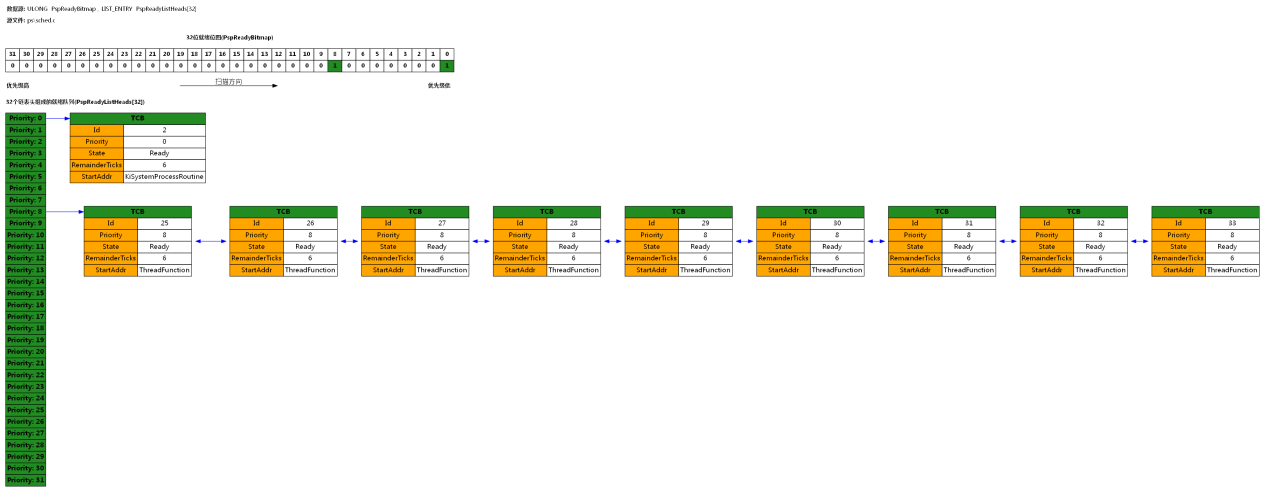 数据源: ULONG PspReadyBitmap、LIST_ENTRY PspReadyListHeads[32]
源文件: ps\sched.c
32位就绪位图(PspReadyBitmap)
31 30 29 28 27 26 25 24 23 22 21 20 19 18 17 16 15 14 13 12 11 10 9 8 7 6 5 4 3 2 1 0
0 0 0 0 0 0 0 0 0 0 0 0 0 0 0 0 0 0 0 0 0 0 0 1 0 0 0 0 0 0 0 1
优先级高 扫描方向 优先级低
32个链表头组成的就绪队列(PspReadyListHeads[32])
Priority: 0 TCB
Priority: 1 Id 2
Priority: 2 Priority 0
Priority: 3 State Ready
Priority: 4 RemainderTicks 6
Priority: 5 StartAddr KiSystemProcessRoutine
Priority: 6
Priority: 7
Priority: 8 TCB TCB TCB TCB TCB TCB TCB TCB TCB
Priority: 9 Id 25 Id 26 Id 27 Id 28 Id 29 Id 30 Id 31 Id 32 Id 33
Priority: 10 Priority 8 Priority 8 Priority 8 Priority 8 Priority 8 Priority 8 Priority 8 Priority 8 Priority 8
Priority: 11 State Ready State Ready State Ready State Ready State Ready State Ready State Ready State Ready State Ready
Priority: 12 RemainderTicks 6 RemainderTicks 6 RemainderTicks 6 RemainderTicks 6 RemainderTicks 6 RemainderTicks 6 RemainderTicks 6 RemainderTicks 6 RemainderTicks 6
Priority: 13 StartAddr ThreadFunction StartAddr ThreadFunction StartAddr ThreadFunction StartAddr ThreadFunction StartAddr ThreadFunction StartAddr ThreadFunction StartAddr ThreadFunction StartAddr ThreadFunction StartAddr ThreadFunction
Priority: 14
Priority: 15
Priority: 16
Priority: 17
Priority: 18
Priority: 19
Priority: 20
Priority: 21
Priority: 22
Priority: 23
Priority: 24
Priority: 25
Priority: 26
Priority: 27
Priority: 28
Priority: 29
Priority: 30
Priority: 31